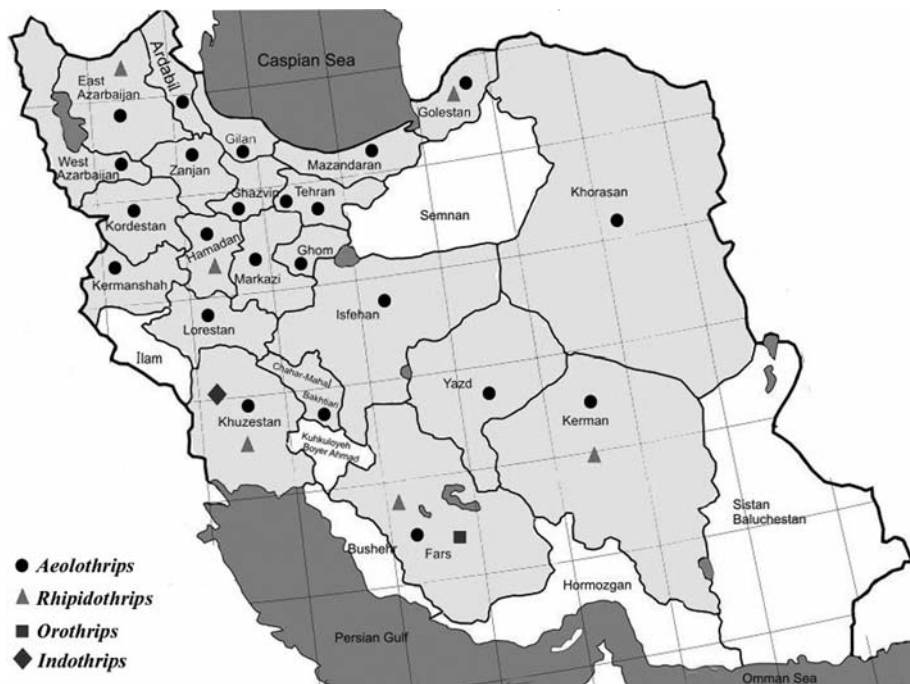 Caspian Sea
Ardabil
East
Azarbaijan
Golestan
Gilan
Mazandaran
West
Azarbaijan
Zanjan
Ghazvin
Tehran
Khorasan
Semnan
Kordestan
Hamadan
Ghom
Markazi
Kermanshah
Isfehan
Lorestan
Ilam
Chahar-Mahal
Bakhtiari
Yazd
Kerman
Khuzestan
Kuhkuloyeh
Boyer Ahmad
Sistan
Baluchestan
Bushehr
Fars
Hormozgan
Persian Gulf
Omman Sea
Aeolothrips
Rhipidothrips
Orothrips
Indothrips